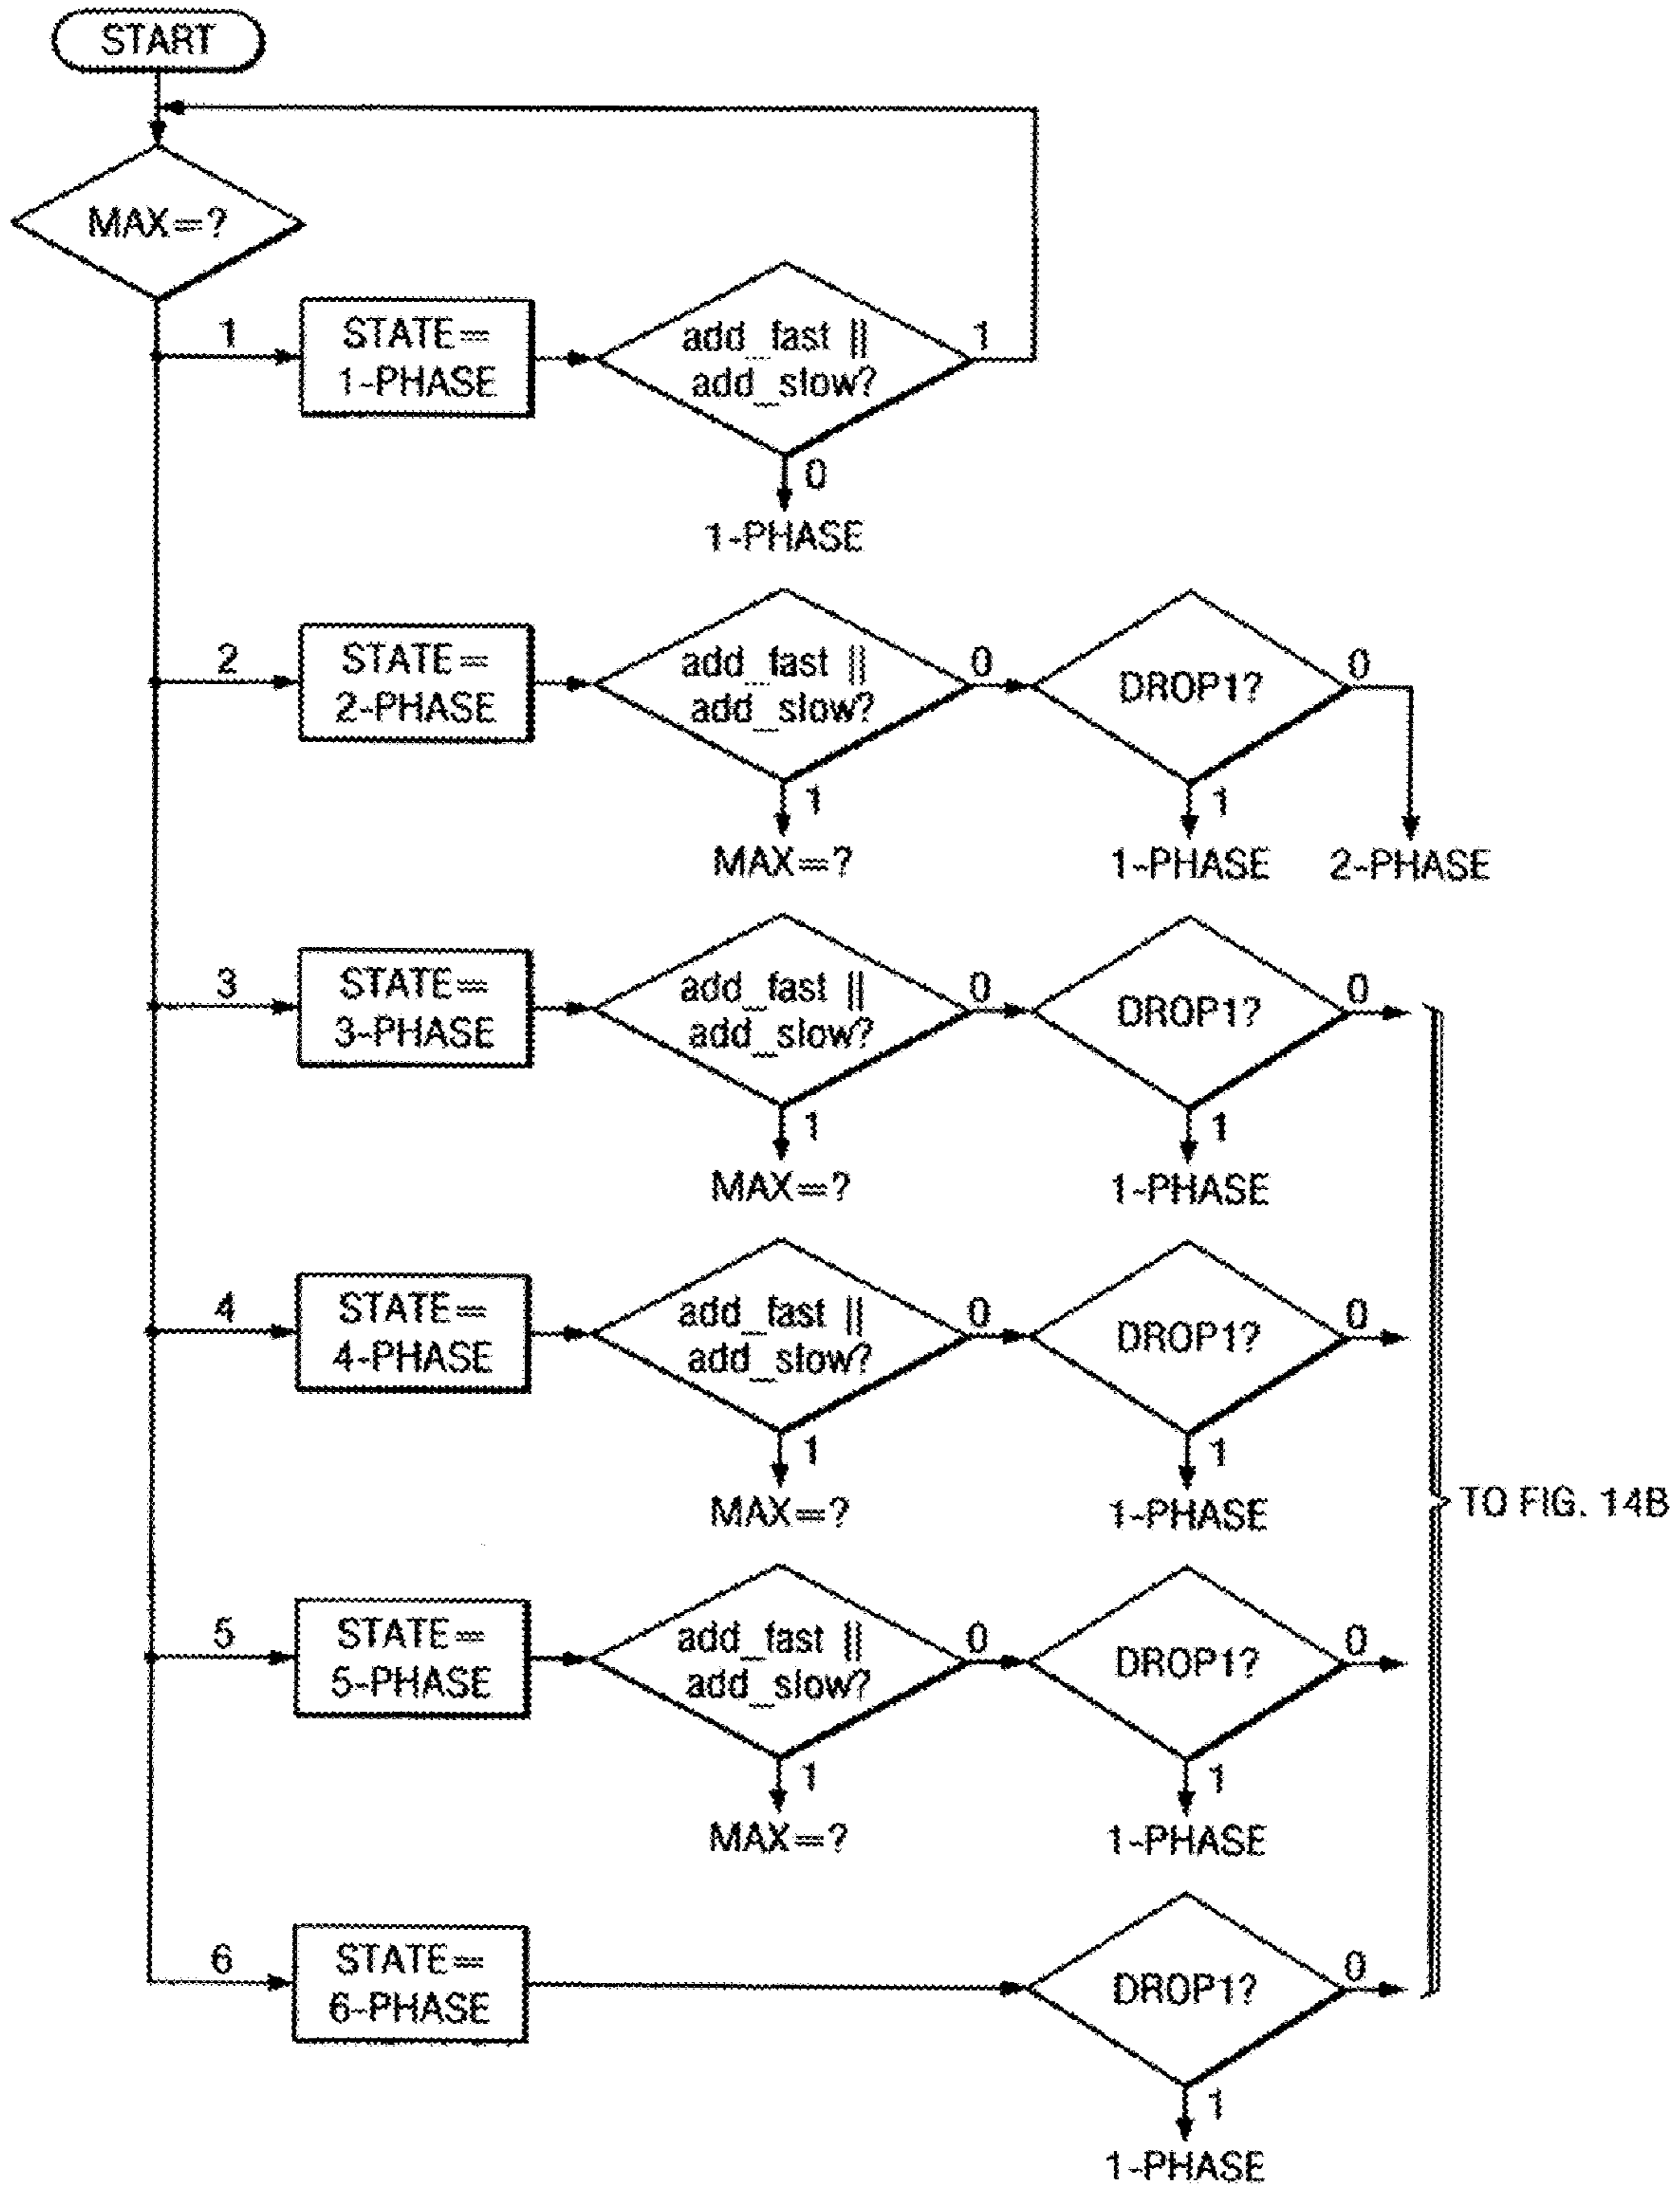 START
MAX=?
1
STATE=
1-PHASE
add_fast ||
add_slow?
1
0
1-PHASE
2
STATE=
2-PHASE
add_fast ||
add_slow?
0
DROP1?
0
1
MAX=?
1
1-PHASE
2-PHASE
3
STATE=
3-PHASE
add_fast ||
add_slow?
0
DROP1?
0
1
MAX=?
1
1-PHASE
4
STATE=
4-PHASE
add_fast ||
add_slow?
0
DROP1?
0
1
MAX=?
1
1-PHASE
TO FIG. 14B
5
STATE=
5-PHASE
add_fast ||
add_slow?
0
DROP1?
0
1
MAX=?
1
1-PHASE
6
STATE=
6-PHASE
DROP1?
0
1
1-PHASE